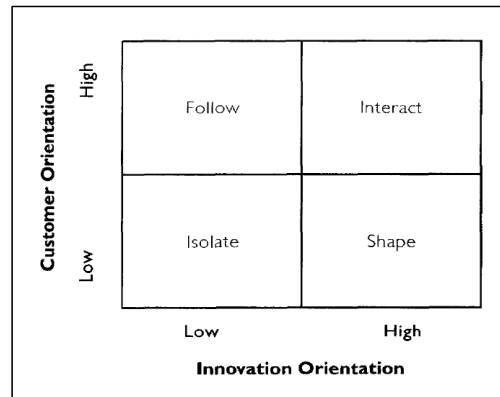 Customer Orientation
High
Low
Follow
Interact
Isolate
Shape
Low
High
Innovation Orientation